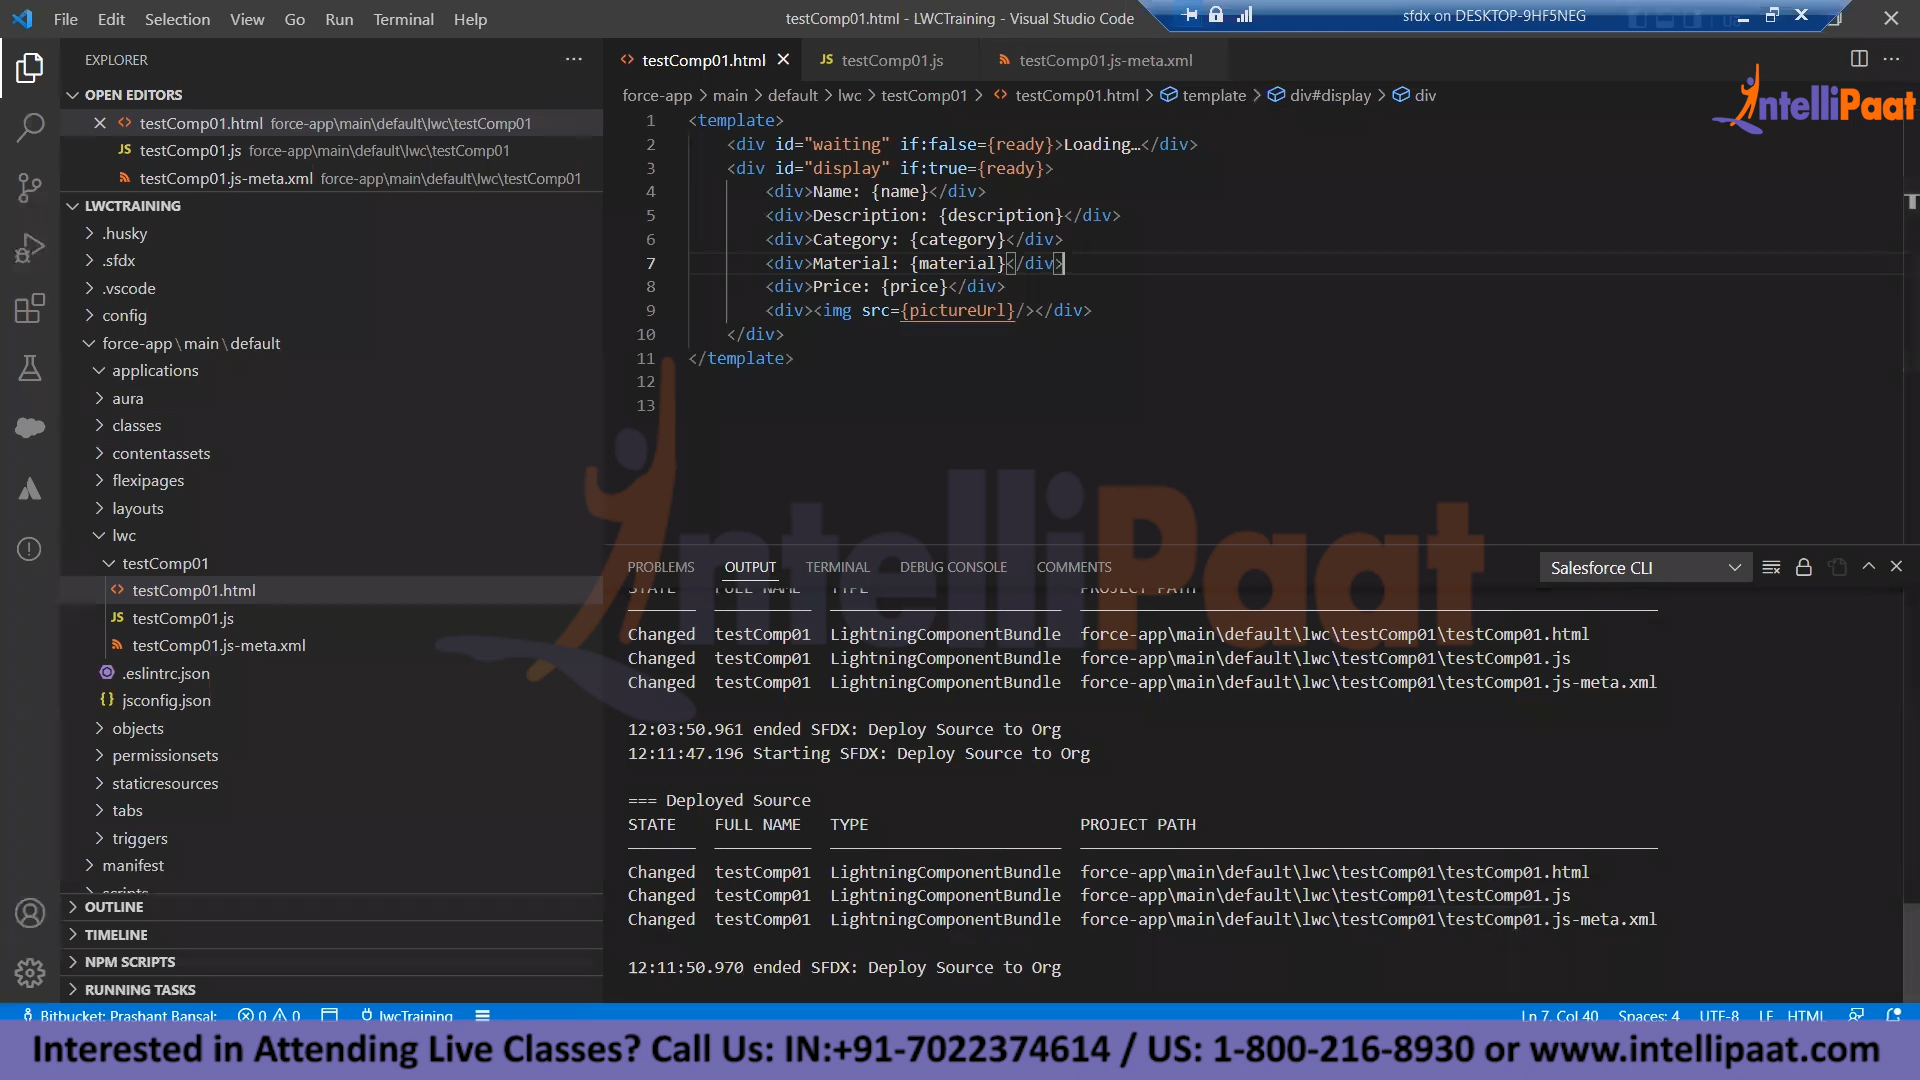 File Edit Selection View Go Run Terminal Help
testComp01.html - LWCTraining - Visual Studio Code
sfdx on DESKTOP-9HF5NEG
EXPLORER
OPEN EDITORS
testComp01.html force-app\main\default\lwc\testComp01
testComp01.js force-app\main\default\lwc\testComp01
testComp01.js-meta.xml force-app\main\default\lwc\testComp01
LWCTRAINING
.husky
.sfdx
.vscode
config
force-app\main\default
applications
aura
classes
contentassets
flexipages
layouts
lwc
testComp01
testComp01.html
testComp01.js
testComp01.js-meta.xml
.eslintrc.json
jsconfig.json
objects
permissionsets
staticresources
tabs
triggers
manifest
scripts
OUTLINE
TIMELINE
NPM SCRIPTS
RUNNING TASKS
testComp01.html
testComp01.js
testComp01.js-meta.xml
force-app > main > default > lwc > testComp01 > testComp01.html > template > div#display > div
IntelliPaat
1 <template>
2 <div id="waiting" if:false={ready}>Loading…</div>
3 <div id="display" if:true={ready}>
4 <div>Name: {name}</div>
5 <div>Description: {description}</div>
6 <div>Category: {category}</div>
7 <div>Material: {material}</div>
8 <div>Price: {price}</div>
9 <div><img src={pictureUrl}/></div>
10 </div>
11 </template>
12
13
IntelliPaat
PROBLEMS OUTPUT TERMINAL DEBUG CONSOLE COMMENTS
Salesforce CLI
STATE FULL NAME TYPE PROJECT PATH
Changed testComp01 LightningComponentBundle force-app\main\default\lwc\testComp01\testComp01.html
Changed testComp01 LightningComponentBundle force-app\main\default\lwc\testComp01\testComp01.js
Changed testComp01 LightningComponentBundle force-app\main\default\lwc\testComp01\testComp01.js-meta.xml
12:03:50.961 ended SFDX: Deploy Source to Org
12:11:47.196 Starting SFDX: Deploy Source to Org
=== Deployed Source
STATE FULL NAME TYPE PROJECT PATH
Changed testComp01 LightningComponentBundle force-app\main\default\lwc\testComp01\testComp01.html
Changed testComp01 LightningComponentBundle force-app\main\default\lwc\testComp01\testComp01.js
Changed testComp01 LightningComponentBundle force-app\main\default\lwc\testComp01\testComp01.js-meta.xml
12:11:50.970 ended SFDX: Deploy Source to Org
Bitbucket: Prashant Bansal: 0 0 lwcTraining
Ln 7, Col 40 Spaces: 4 UTF-8 LF HTML
Interested in Attending Live Classes? Call Us: IN:+91-7022374614 / US: 1-800-216-8930 or www.intellipaat.com